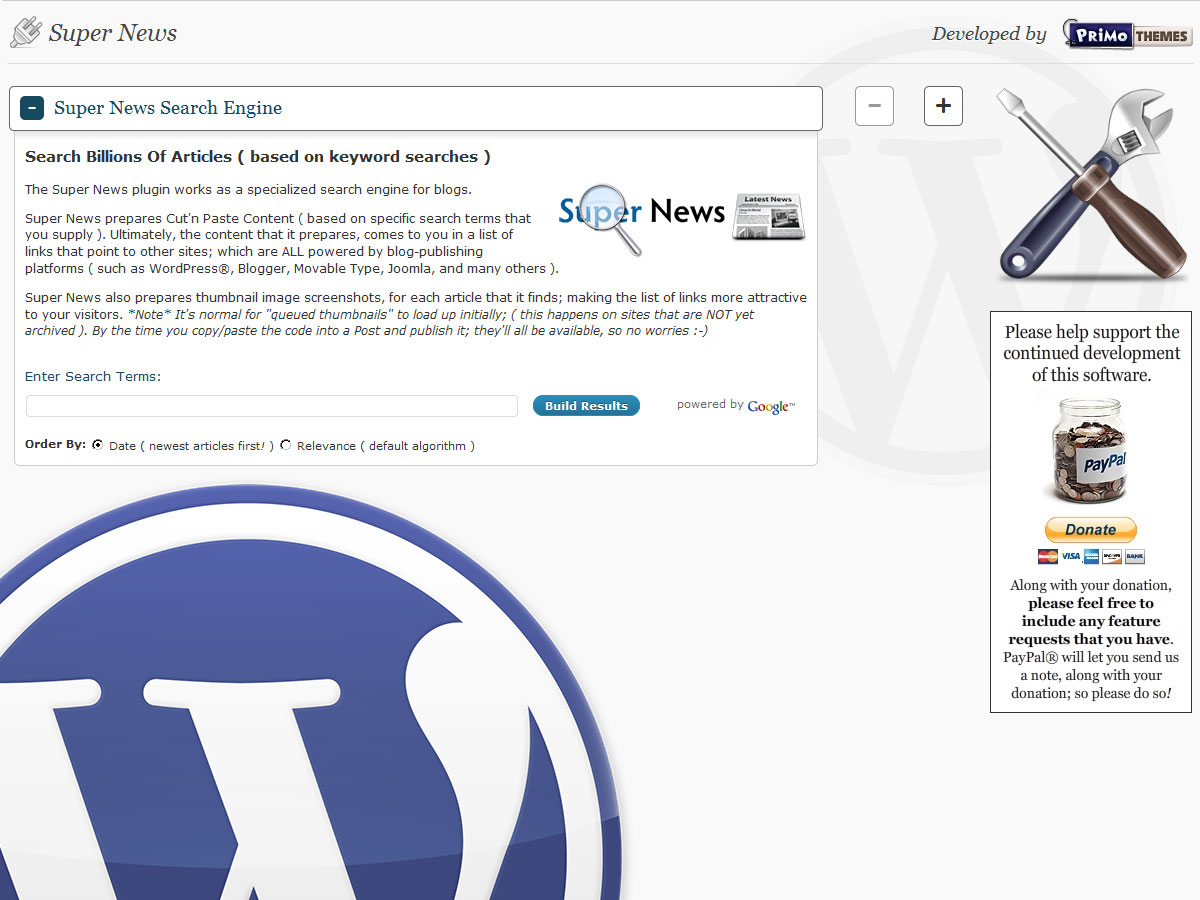 Super News
Developed by PRiMo THEMES
Super News Search Engine
Search Billions Of Articles ( based on keyword searches )
The Super News plugin works as a specialized search engine for blogs.
Super News prepares Cut'n Paste Content ( based on specific search terms that
you supply ). Ultimately, the content that it prepares, comes to you in a list of
links that point to other sites; which are ALL powered by blog-publishing
platforms ( such as WordPress®, Blogger, Movable Type, Joomla, and many others ).
Super News
Latest News
Super News also prepares thumbnail image screenshots, for each article that it finds; making the list of links more attractive
to your visitors. *Note* It's normal for "queued thumbnails" to load up initially; ( this happens on sites that are NOT yet
archived ). By the time you copy/paste the code into a Post and publish it; they'll all be available, so no worries :-)
Enter Search Terms:
Build Results
powered by Google™
Order By: Date ( newest articles first! ) Relevance ( default algorithm )
Please help support the
continued development
of this software.
PayPal
Donate
VISA
BANK
Along with your donation,
please feel free to
include any feature
requests that you have.
PayPal® will let you send us
a note, along with your
donation; so please do so!